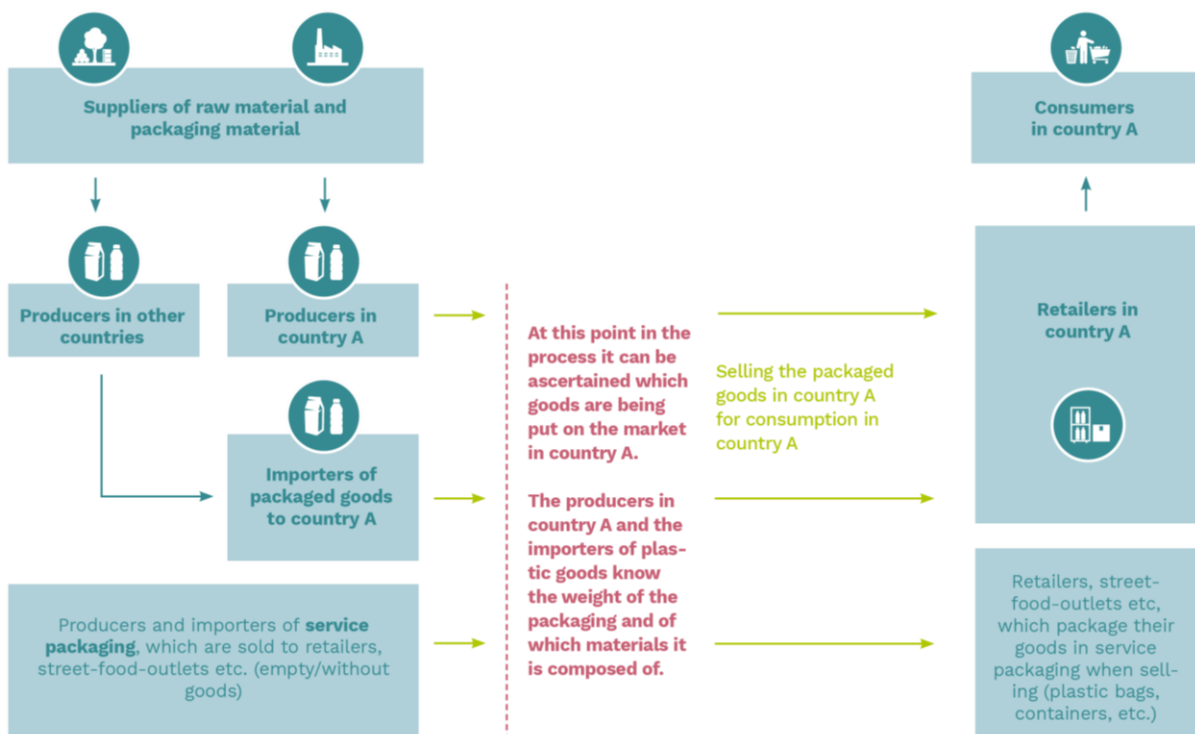 Suppliers of raw material and
packaging material
Consumers
in country A
Producers in other
countries
Producers in
country A
Importers of
packaged goods
to country A
Producers and importers of service
packaging, which are sold to retailers,
street-food-outlets etc. (empty/without
goods)
At this point in the
process it can be
ascertained which
goods are being
put on the market
in country A.
The producers in
country A and the
importers of plas-
tic goods know
the weight of the
packaging and of
which materials it
is composed of.
Selling the packaged
goods in country A
for consumption in
country A
Retailers in
country A
Retailers, street-
food-outlets etc,
which package their
goods in service
packaging when sell-
ing (plastic bags,
containers, etc.)